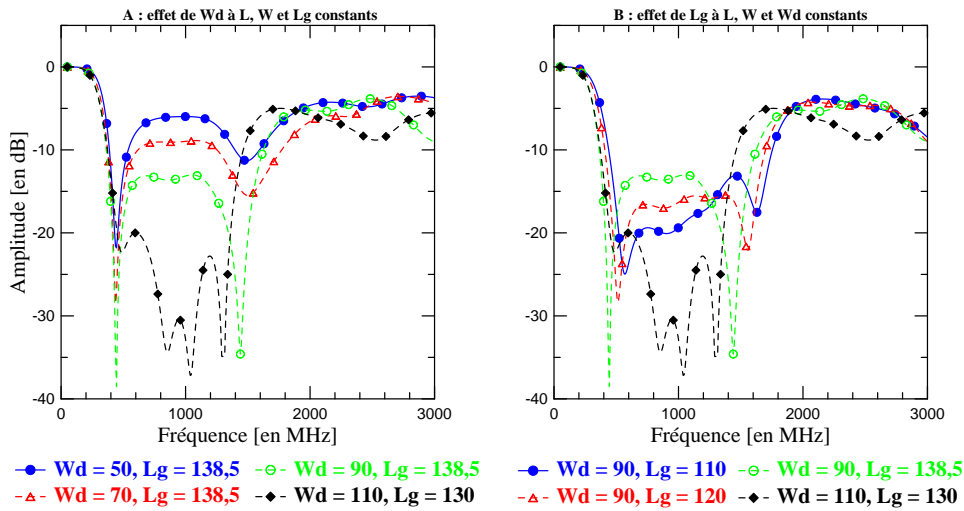 A : effet de Wd à L, W et Lg constants
B : effet de Lg à L, W et Wd constants
Amplitude [en dB]
0
-10
-20
-30
-40
0 1000 2000 3000
Fréquence [en MHz]
0
-10
-20
-30
-40
0 1000 2000 3000
Fréquence [en MHz]
Wd = 50, Lg = 138,5
Wd = 90, Lg = 138,5
Wd = 70, Lg = 138,5
Wd = 110, Lg = 130
Wd = 90, Lg = 110
Wd = 90, Lg = 138,5
Wd = 90, Lg = 120
Wd = 110, Lg = 130